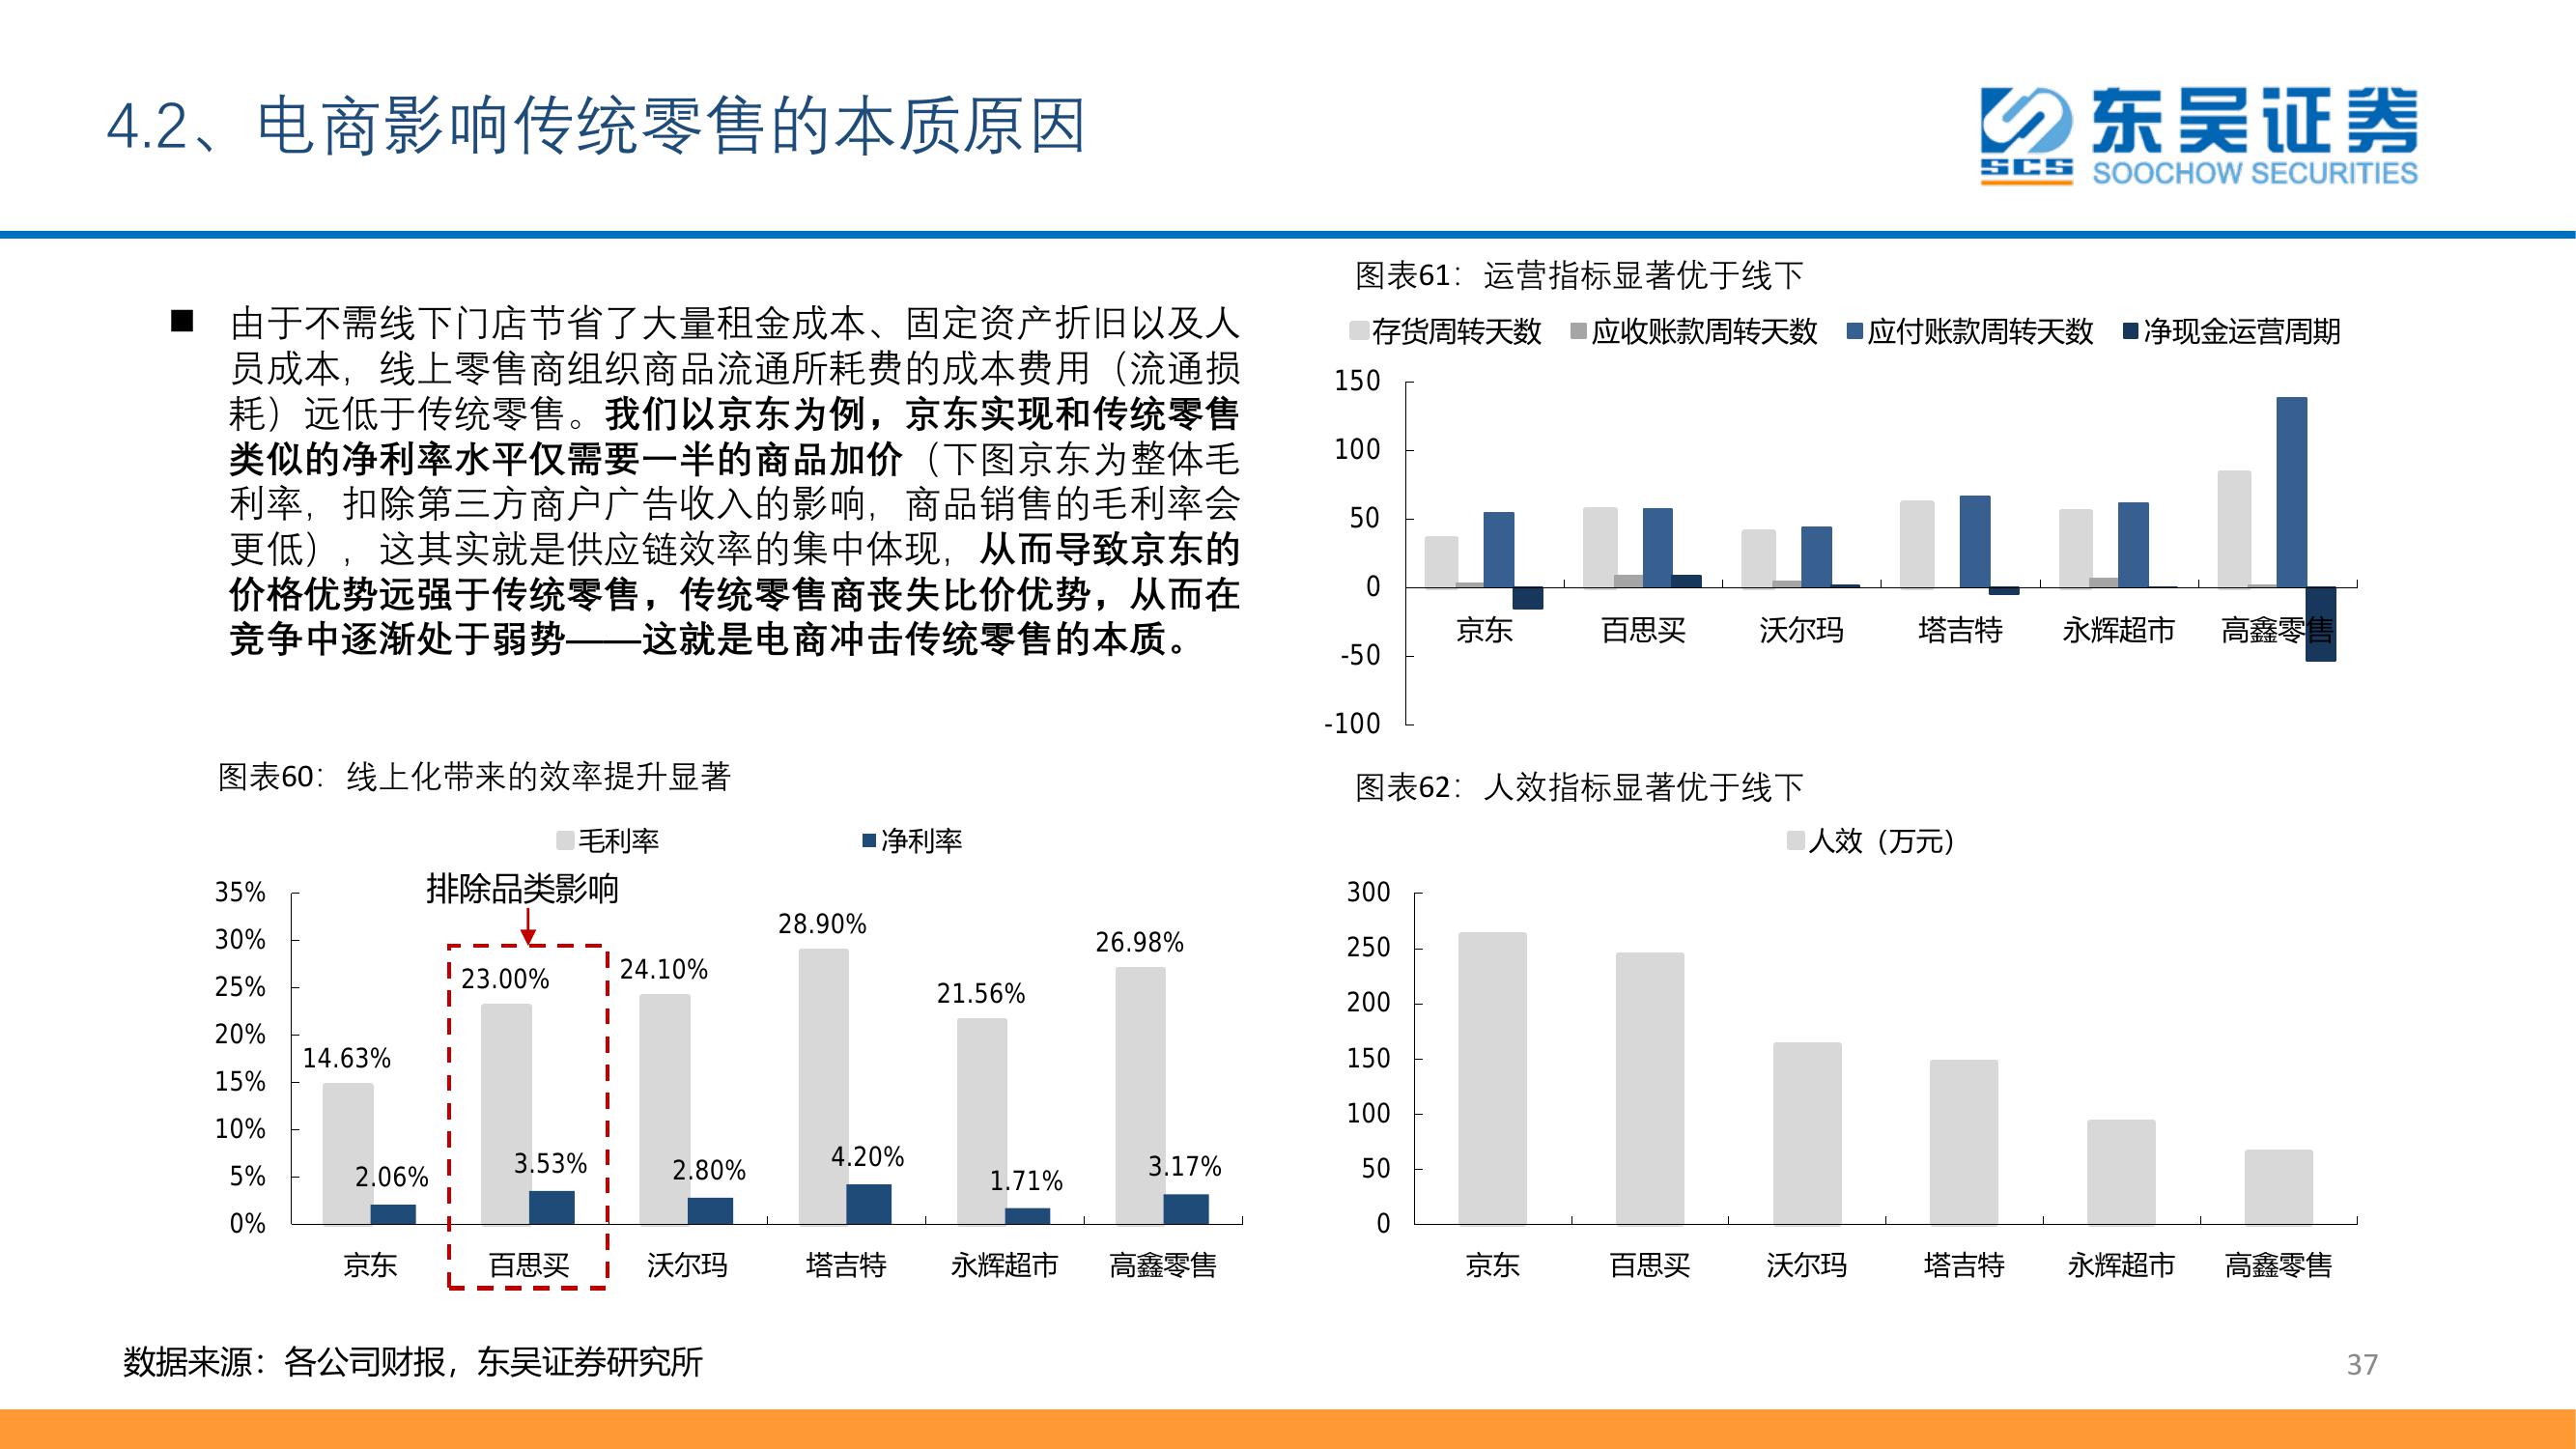 4.2、电商影响传统零售的本质原因
东吴证券
SCS
SOOCHOW SECURITIES
■ 由于不需线下门店节省了大量租金成本、固定资产折旧以及人
员成本，线上零售商组织商品流通所耗费的成本费用（流通损
耗）远低于传统零售。我们以京东为例，京东实现和传统零售
类似的净利率水平仅需要一半的商品加价（下图京东为整体毛
利率，扣除第三方商户广告收入的影响，商品销售的毛利率会
更低），这其实就是供应链效率的集中体现，从而导致京东的
价格优势远强于传统零售，传统零售商丧失比价优势，从而在
竞争中逐渐处于弱势——这就是电商冲击传统零售的本质。
图表61：运营指标显著优于线下
存货周转天数 应收账款周转天数 应付账款周转天数 净现金运营周期
150
100
50
0
-50
-100
京东 百思买 沃尔玛 塔吉特 永辉超市 高鑫零售
图表60：线上化带来的效率提升显著
毛利率 净利率
排除品类影响
35%
30%
25%
20%
15%
10%
5%
0%
14.63% 23.00% 24.10% 28.90% 21.56% 26.98%
2.06% 3.53% 2.80% 4.20% 1.71% 3.17%
京东 百思买 沃尔玛 塔吉特 永辉超市 高鑫零售
图表62：人效指标显著优于线下
人效（万元）
300
250
200
150
100
50
0
京东 百思买 沃尔玛 塔吉特 永辉超市 高鑫零售
数据来源：各公司财报，东吴证券研究所
37